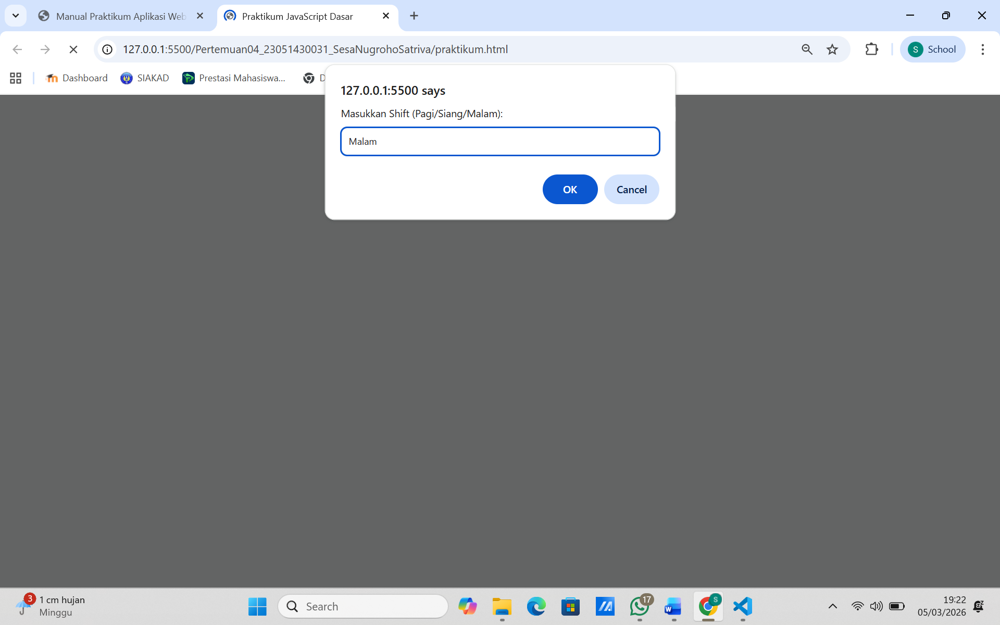 Manual Praktikum Aplikasi Web
Praktikum JavaScript Dasar
127.0.0.1:5500/Pertemuan04_23051430031_SesaNugrohoSatriva/praktikum.html
S
School
Dashboard
SIAKAD
Prestasi Mahasiswa...
D
127.0.0.1:5500 says
Masukkan Shift (Pagi/Siang/Malam):
Malam
OK
Cancel
3
1 cm hujan
Minggu
Search
17
W
S
19:22
05/03/2026